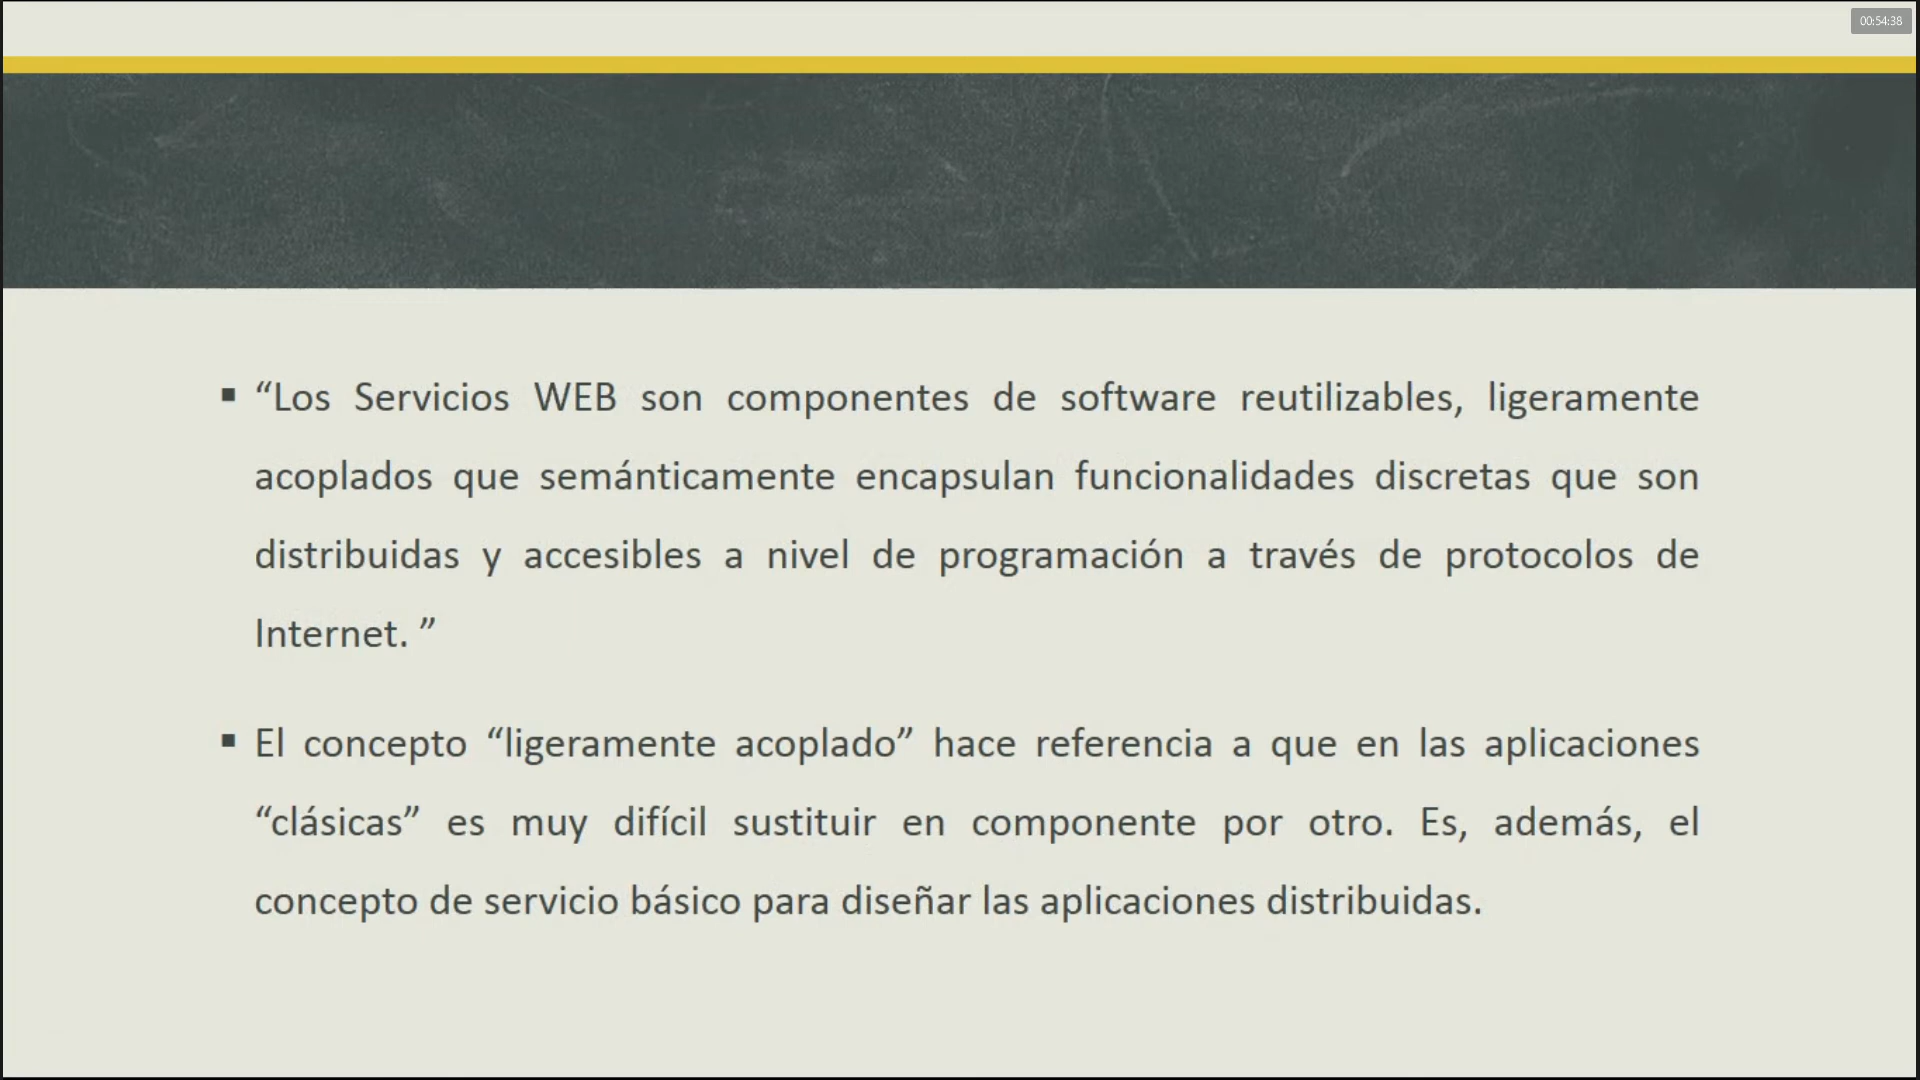 00:54:38
▪ “Los Servicios WEB son componentes de software reutilizables, ligeramente
acoplados que semánticamente encapsulan funcionalidades discretas que son
distribuidas y accesibles a nivel de programación a través de protocolos de
Internet. ”
▪ El concepto “ligeramente acoplado” hace referencia a que en las aplicaciones
“clásicas” es muy difícil sustituir en componente por otro. Es, además, el
concepto de servicio básico para diseñar las aplicaciones distribuidas.